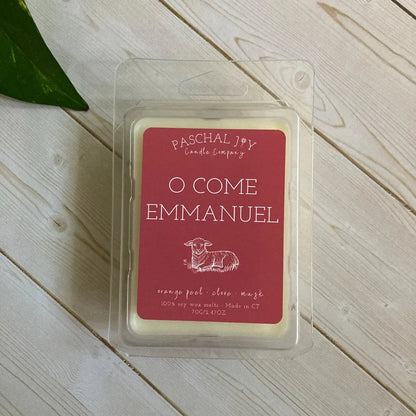 PASCHAL JOY
Candle Company
O COME
EMMANUEL
orange peel · clove · musk
100% soy wax melts · Made in CT
70G/2.47OZ